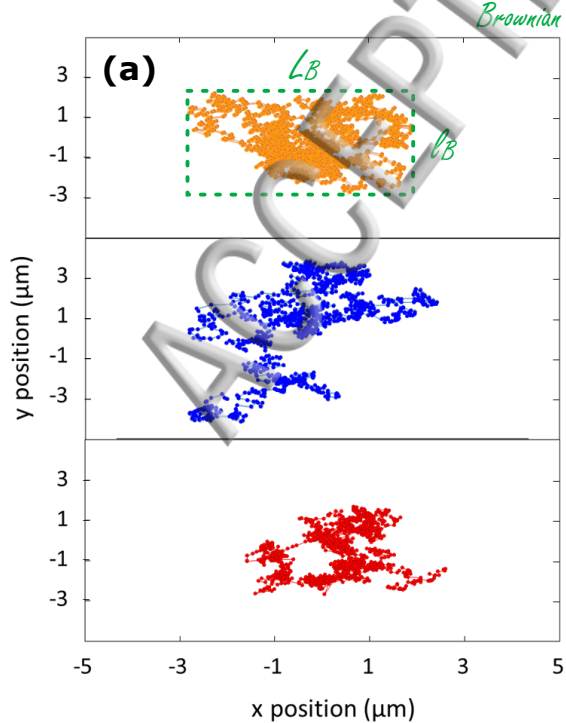 Brownian
(a)
L_B
l_B
3
1
-1
-3
3
1
-1
-3
3
1
-1
-3
y position (µm)
-5 -3 -1 1 3 5
x position (µm)
ACCEPT